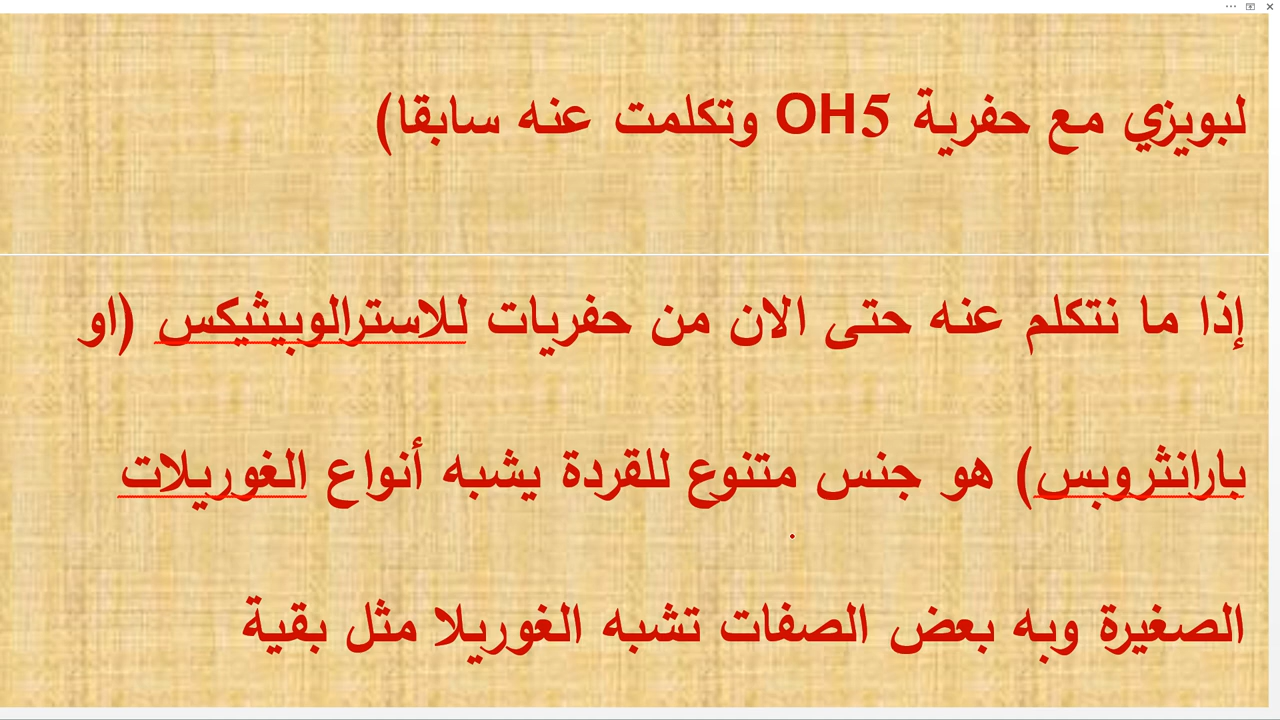 لبويزي مع حفرية OH5 وتكلمت عنه سابقا)
إذا ما نتكلم عنه حتى الان من حفريات للاسترالوبيثيكس (او
بارانثروبس) هو جنس متنوع للقردة يشبه أنواع الغوريلات
الصغيرة وبه بعض الصفات تشبه الغوريلا مثل بقية